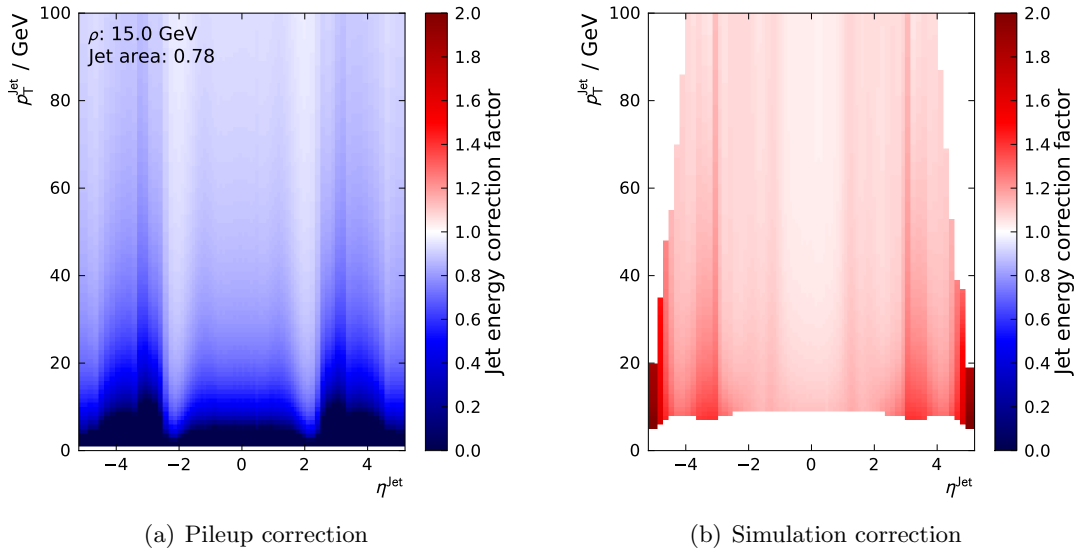 ρ: 15.0 GeV
Jet area: 0.78
p_T^Jet / GeV
100
80
60
40
20
0
−4 −2 0 2 4
η^Jet
2.0
1.8
1.6
1.4
1.2
1.0
0.8
0.6
0.4
0.2
0.0
Jet energy correction factor
(a) Pileup correction
p_T^Jet / GeV
100
80
60
40
20
0
−4 −2 0 2 4
η^Jet
2.0
1.8
1.6
1.4
1.2
1.0
0.8
0.6
0.4
0.2
0.0
Jet energy correction factor
(b) Simulation correction